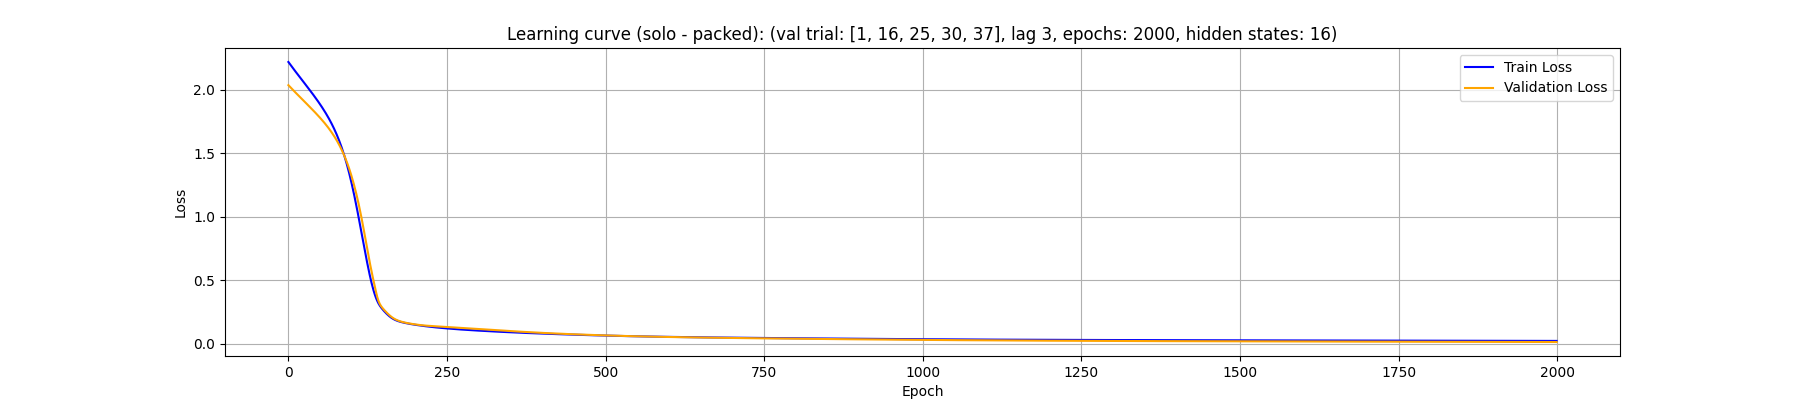 Learning curve (solo - packed): (val trial: [1, 16, 25, 30, 37], lag 3, epochs: 2000, hidden states: 16)
Train Loss
Validation Loss
2.0
1.5
1.0
0.5
0.0
Loss
0 250 500 750 1000 1250 1500 1750 2000
Epoch